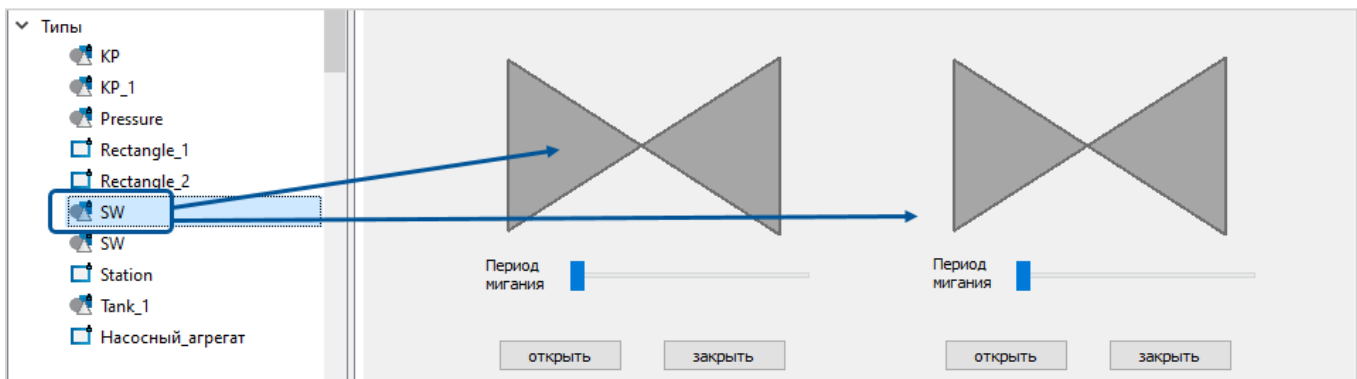 Типы
KP
KP_1
Pressure
Rectangle_1
Rectangle_2
SW
SW
Station
Tank_1
Насосный_агрегат
Период
мигания
открыть
закрыть
Период
мигания
открыть
закрыть